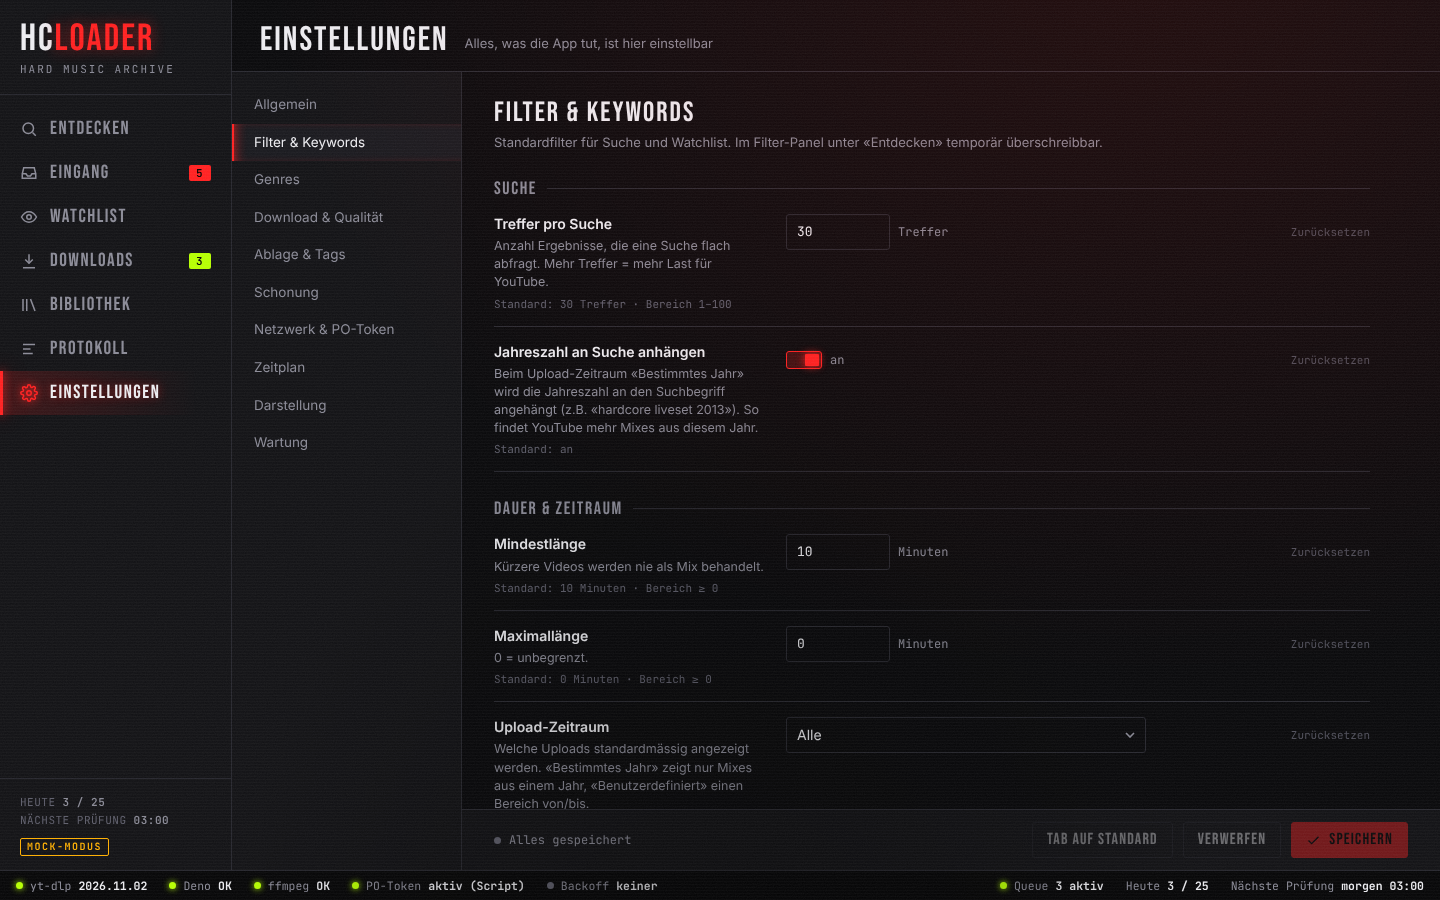 HCLOADER
HARD MUSIC ARCHIVE
ENTDECKEN
EINGANG 5
WATCHLIST
DOWNLOADS 3
BIBLIOTHEK
PROTOKOLL
EINSTELLUNGEN
HEUTE 3 / 25
NÄCHSTE PRÜFUNG 03:00
MOCK-MODUS
EINSTELLUNGEN Alles, was die App tut, ist hier einstellbar
Allgemein
Filter & Keywords
Genres
Download & Qualität
Ablage & Tags
Schonung
Netzwerk & PO-Token
Zeitplan
Darstellung
Wartung
FILTER & KEYWORDS
Standardfilter für Suche und Watchlist. Im Filter-Panel unter «Entdecken» temporär überschreibbar.
SUCHE
Treffer pro Suche
Anzahl Ergebnisse, die eine Suche flach
abfragt. Mehr Treffer = mehr Last für
YouTube.
Standard: 30 Treffer · Bereich 1–100
30 Treffer
Zurücksetzen
Jahreszahl an Suche anhängen
Beim Upload-Zeitraum «Bestimmtes Jahr»
wird die Jahreszahl an den Suchbegriff
angehängt (z.B. «hardcore liveset 2013»). So
findet YouTube mehr Mixes aus diesem Jahr.
Standard: an
an
Zurücksetzen
DAUER & ZEITRAUM
Mindestlänge
Kürzere Videos werden nie als Mix behandelt.
Standard: 10 Minuten · Bereich ≥ 0
10 Minuten
Zurücksetzen
Maximallänge
0 = unbegrenzt.
Standard: 0 Minuten · Bereich ≥ 0
0 Minuten
Zurücksetzen
Upload-Zeitraum
Welche Uploads standardmässig angezeigt
werden. «Bestimmtes Jahr» zeigt nur Mixes
aus einem Jahr, «Benutzerdefiniert» einen
Bereich von/bis.
Alle
Zurücksetzen
Alles gespeichert
TAB AUF STANDARD
VERWERFEN
SPEICHERN
yt-dlp 2026.11.02 Deno OK ffmpeg OK PO-Token aktiv (Script) Backoff keiner Queue 3 aktiv Heute 3 / 25 Nächste Prüfung morgen 03:00